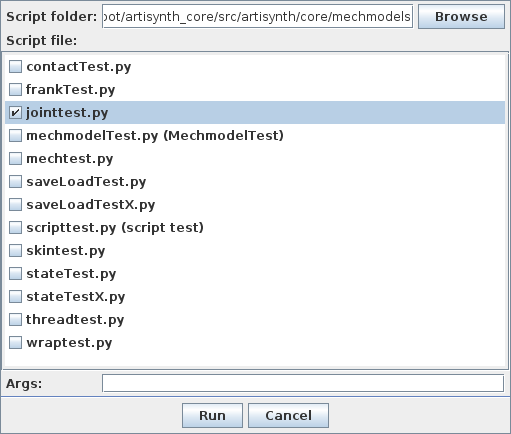 Script folder: oot/artisynth_core/src/artisynth/core/mechmodels Browse
Script file:
contactTest.py
frankTest.py
jointtest.py
mechmodelTest.py (MechmodelTest)
mechtest.py
saveLoadTest.py
saveLoadTestX.py
scripttest.py (script test)
skintest.py
stateTest.py
stateTestX.py
threadtest.py
wraptest.py
Args:
Run Cancel